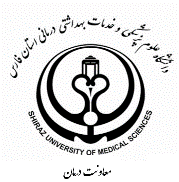 دانشگاه علوم پزشکی و خدمات بهداشتی درمانی استان فارس
SHIRAZ UNIVERSITY OF MEDICAL SCIENCES
معاونت درمان